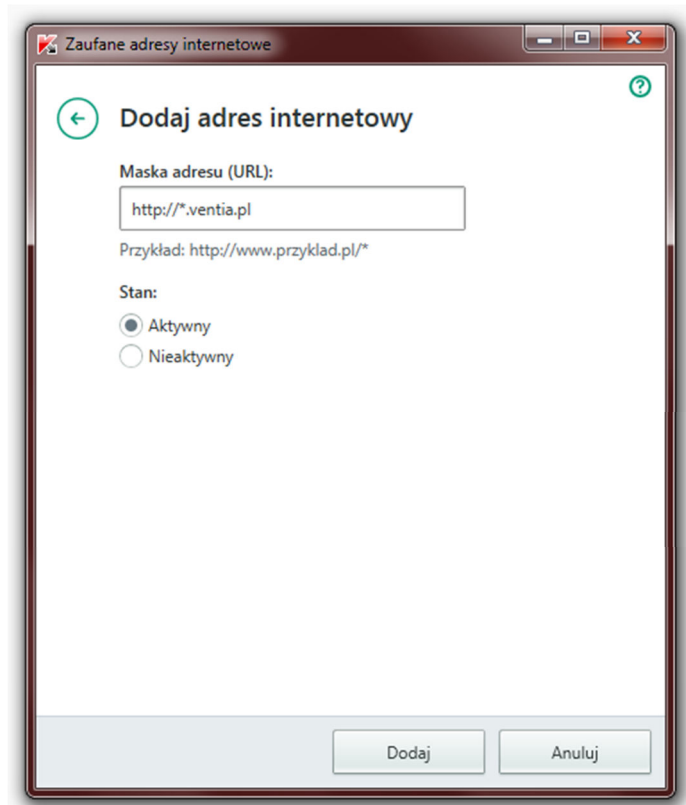 Zaufane adresy internetowe
Dodaj adres internetowy
Maska adresu (URL):
http://*.ventia.pl
Przykład: http://www.przyklad.pl/*
Stan:
Aktywny
Nieaktywny
Dodaj Anuluj